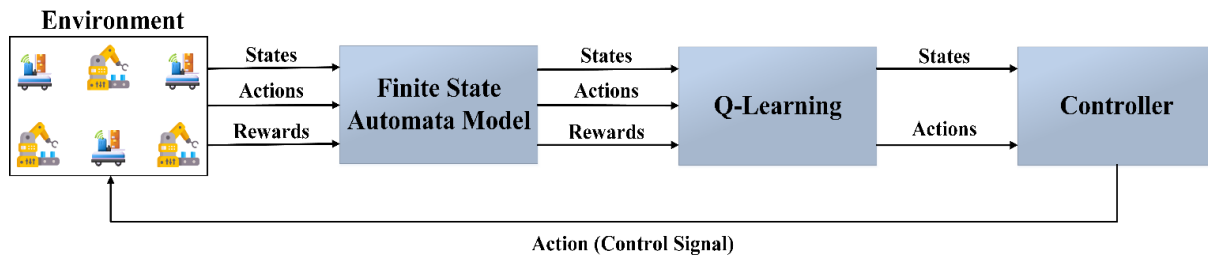 Environment
States
Actions
Rewards
Finite State
Automata Model
States
Actions
Rewards
Q-Learning
States
Actions
Controller
Action (Control Signal)